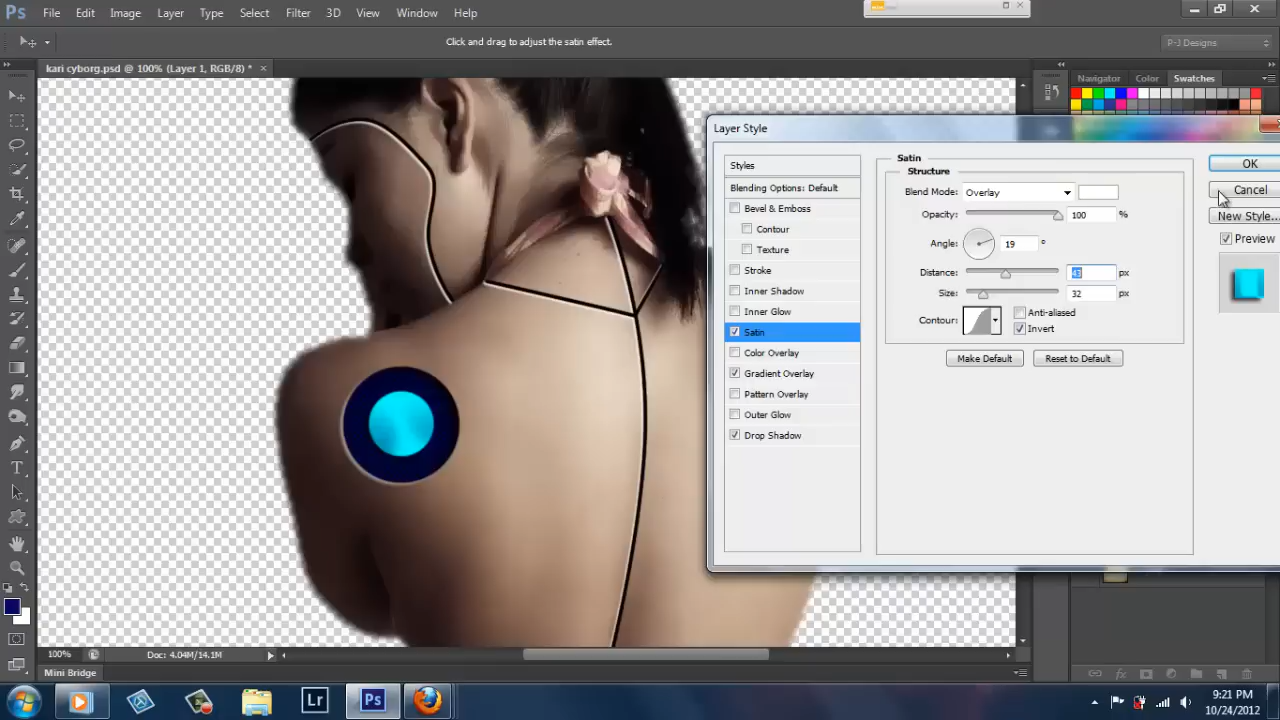 Ps File Edit Image Layer Type Select Filter 3D View Window Help
Click and drag to adjust the satin effect.
P-J Designs
kari cyborg.psd @ 100% (Layer 1, RGB/8) * ×
Navigator Color Swatches
Layer Style
Styles
Blending Options: Default
Bevel & Emboss
Contour
Texture
Stroke
Inner Shadow
Inner Glow
Satin
Color Overlay
Gradient Overlay
Pattern Overlay
Outer Glow
Drop Shadow
Satin
Structure
Blend Mode: Overlay
Opacity: 100 %
Angle: 19 °
Distance: 43 px
Size: 32 px
Contour: Anti-aliased
Invert
Make Default Reset to Default
OK
Cancel
New Style...
Preview
100% Doc: 4.04M/14.1M
Mini Bridge
Lr Ps
9:21 PM
10/24/2012